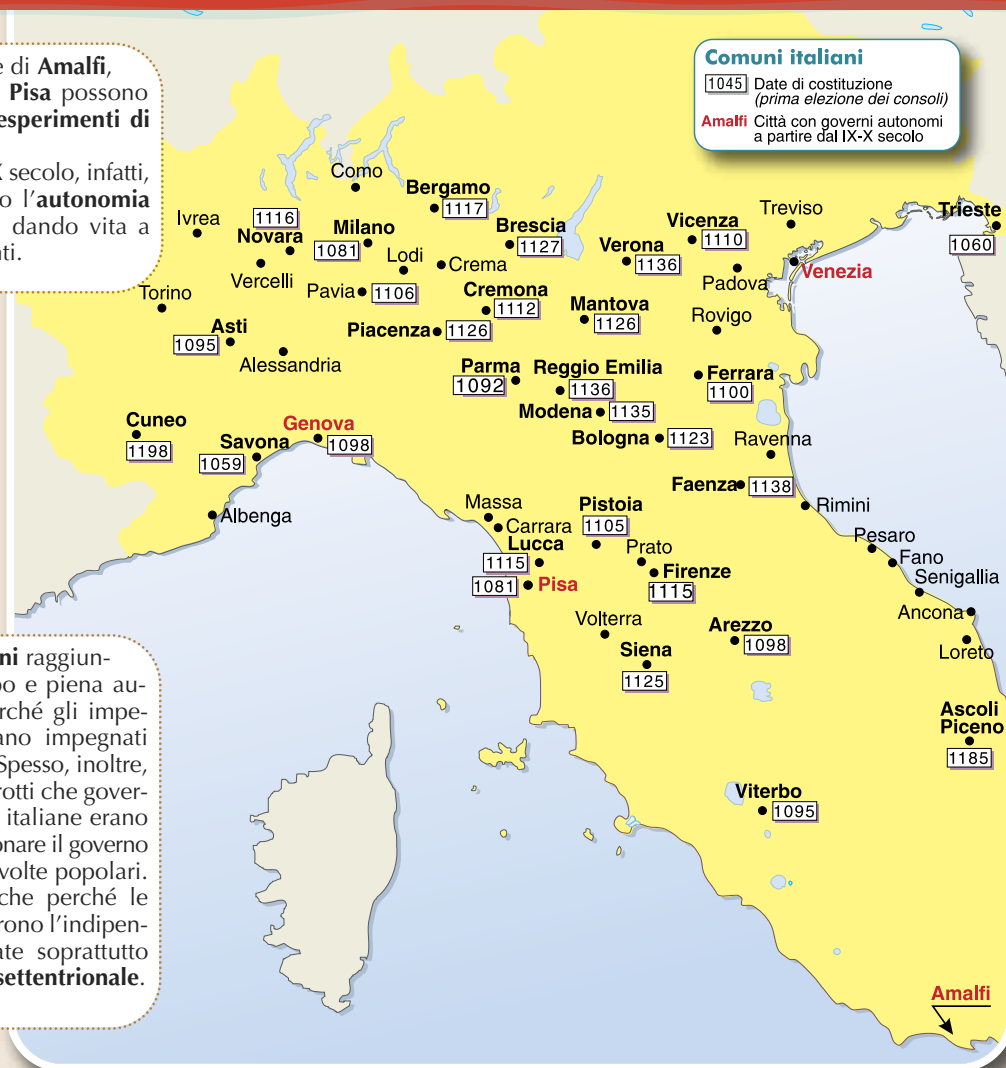 e di Amalfi,
Pisa possono
esperimenti di
X secolo, infatti,
o l'autonomia
dando vita a
nti.
Comuni italiani
1045 Date di costituzione
(prima elezione dei consoli)
Amalfi Città con governi autonomi
a partire dal IX-X secolo
Como
Bergamo
1117
Ivrea
1116
Novara
Milano
1081
Brescia
1127
Vicenza
1110
Treviso
Trieste
1060
Verona
1136
Lodi
Crema
Vercelli
Padova
Venezia
Torino
Pavia
1106
Cremona
1112
Mantova
1126
Rovigo
Asti
1095
Piacenza
1126
Alessandria
Parma
1092
Reggio Emilia
1136
Ferrara
1100
Modena
1135
Cuneo
1198
Genova
1098
Savona
1059
Bologna
1123
Ravenna
Faenza
1138
Albenga
Massa
Carrara
Pistoia
1105
Rimini
Lucca
1115
Prato
Pesaro
Fano
1081
Pisa
Firenze
1115
Senigallia
Ancona
Volterra
Arezzo
1098
Siena
1125
Loreto
Ascoli
Piceno
1185
Viterbo
1095
Amalfi
ni raggiun-
po e piena au-
rché gli impe-
ano impegnati
Spesso, inoltre,
rotti che gover-
italiane erano
onare il governo
volte popolari.
che perché le
rono l'indipen-
ate soprattutto
settentrionale.